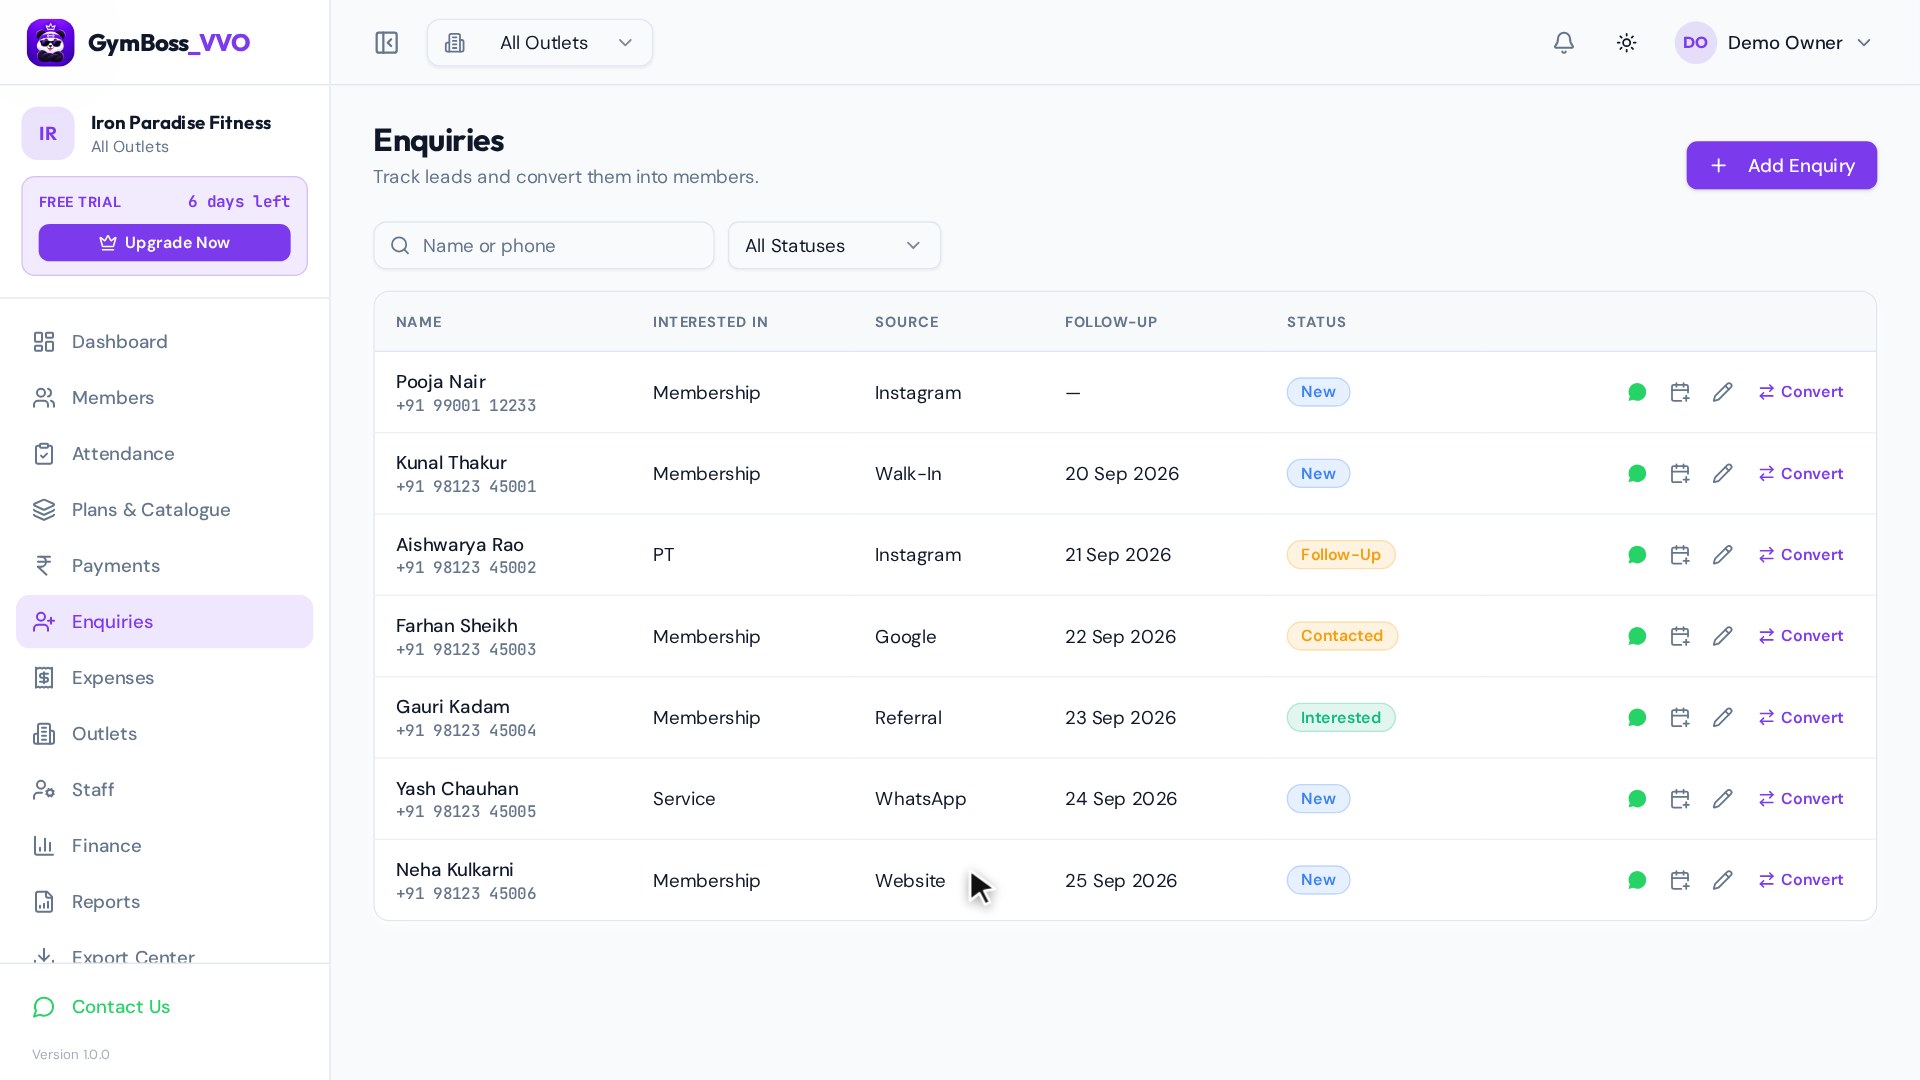 GymBoss_VVO
All Outlets
DO Demo Owner
IR
Iron Paradise Fitness
All Outlets
FREE TRIAL 6 days left
Upgrade Now
Dashboard
Members
Attendance
Plans & Catalogue
Payments
Enquiries
Expenses
Outlets
Staff
Finance
Reports
Export Center
Contact Us
Version 1.0.0
Enquiries
Track leads and convert them into members.
+ Add Enquiry
Name or phone
All Statuses
NAME INTERESTED IN SOURCE FOLLOW-UP STATUS
Pooja Nair
+91 99001 12233
Membership Instagram — New Convert
Kunal Thakur
+91 98123 45001
Membership Walk-In 20 Sep 2026 New Convert
Aishwarya Rao
+91 98123 45002
PT Instagram 21 Sep 2026 Follow-Up Convert
Farhan Sheikh
+91 98123 45003
Membership Google 22 Sep 2026 Contacted Convert
Gauri Kadam
+91 98123 45004
Membership Referral 23 Sep 2026 Interested Convert
Yash Chauhan
+91 98123 45005
Service WhatsApp 24 Sep 2026 New Convert
Neha Kulkarni
+91 98123 45006
Membership Website 25 Sep 2026 New Convert